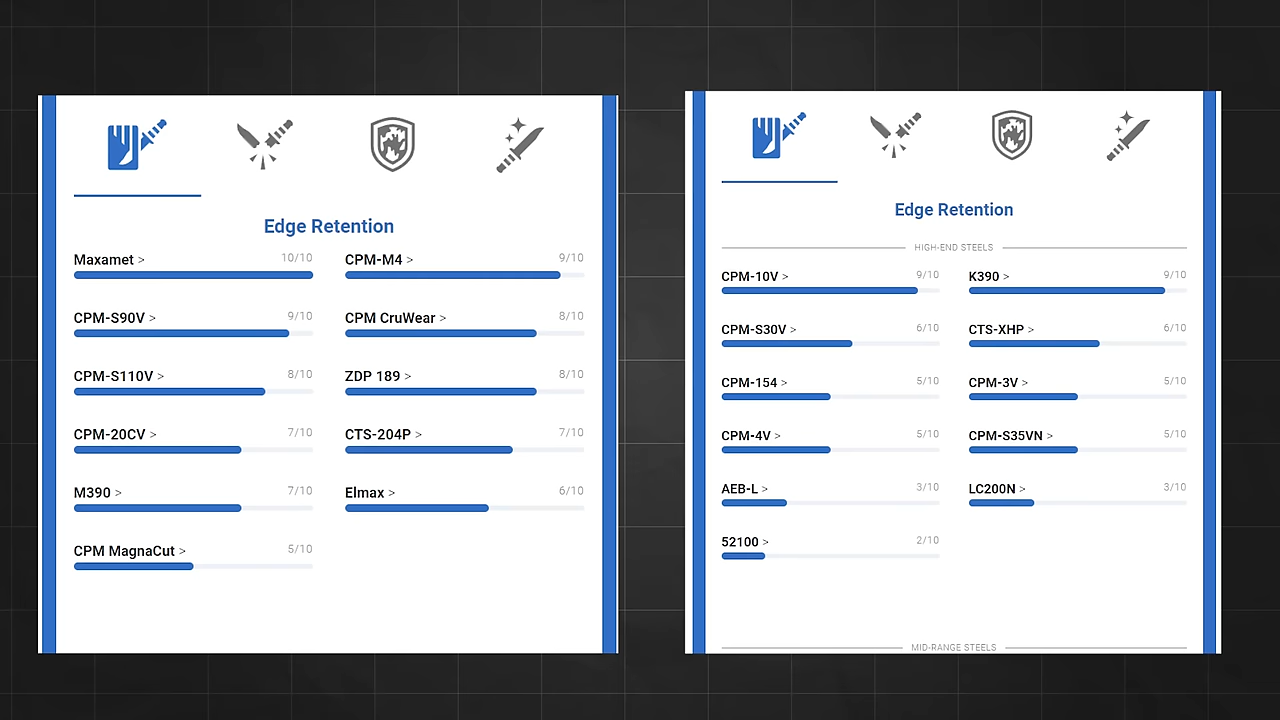 Edge Retention
Maxamet > 10/10
CPM-M4 > 9/10
CPM-S90V > 9/10
CPM CruWear > 8/10
CPM-S110V > 8/10
ZDP 189 > 8/10
CPM-20CV > 7/10
CTS-204P > 7/10
M390 > 7/10
Elmax > 6/10
CPM MagnaCut > 5/10
Edge Retention
HIGH-END STEELS
CPM-10V > 9/10
K390 > 9/10
CPM-S30V > 6/10
CTS-XHP > 6/10
CPM-154 > 5/10
CPM-3V > 5/10
CPM-4V > 5/10
CPM-S35VN > 5/10
AEB-L > 3/10
LC200N > 3/10
52100 > 2/10
MID-RANGE STEELS